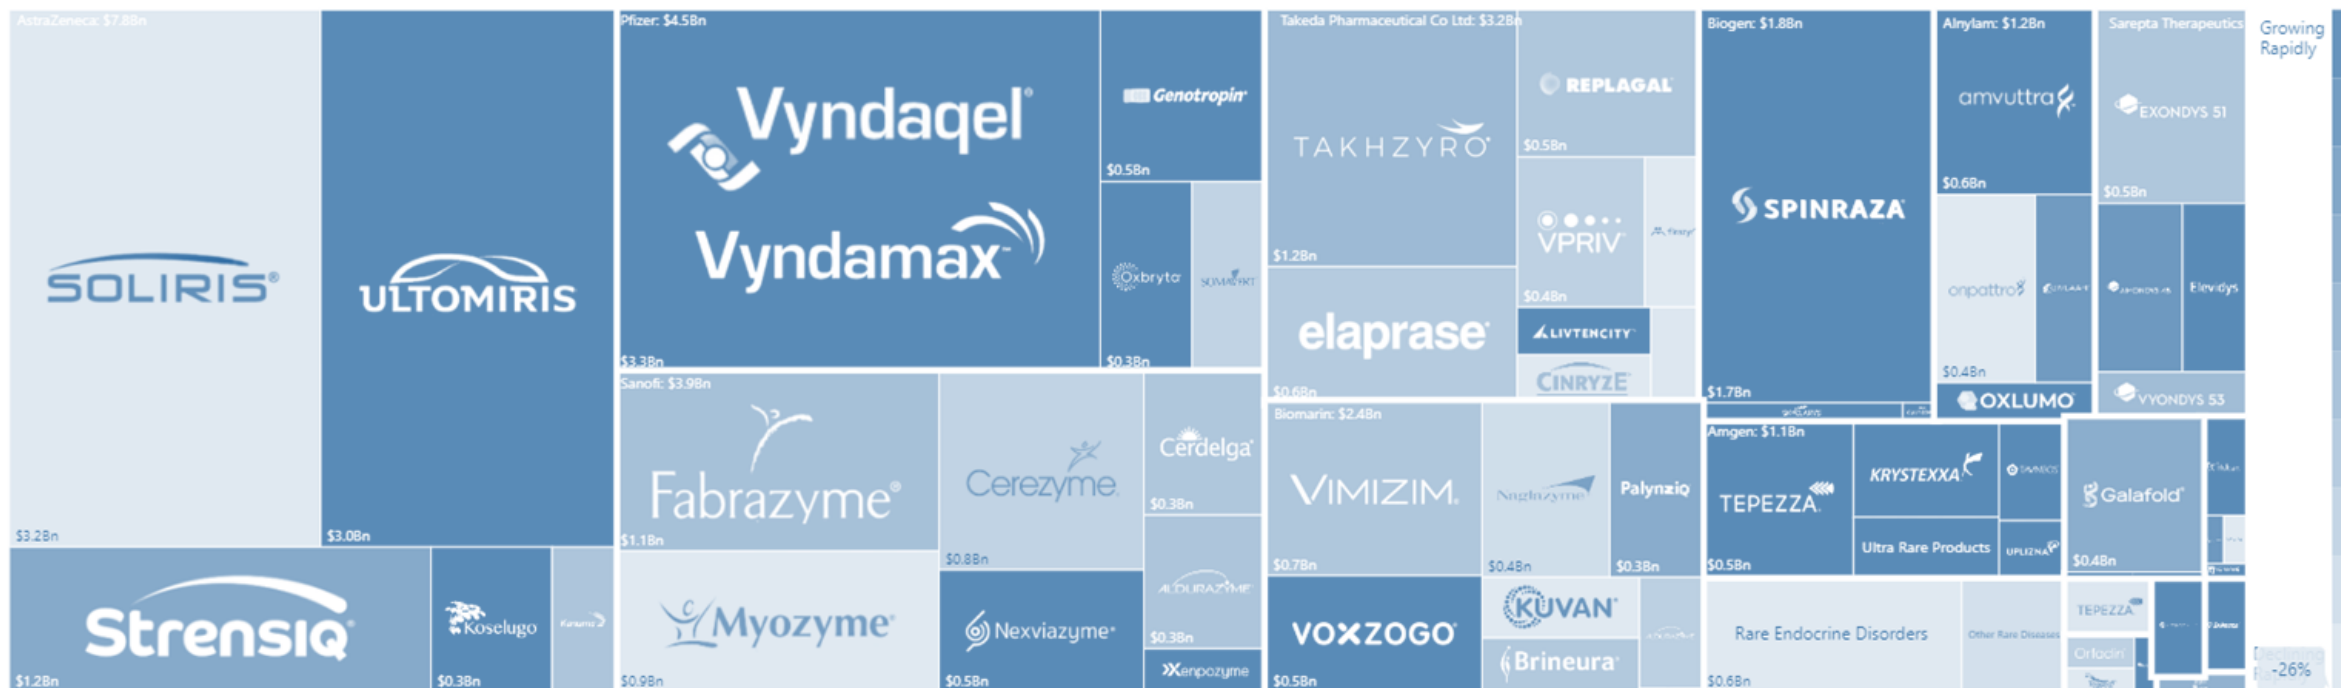 AstraZeneca: $7.8Bn
SOLIRIS®
$3.2Bn
ULTOMIRIS
$3.0Bn
Strensiq
$1.2Bn
Koselugo
$0.3Bn
Pfizer: $4.5Bn
Vyndaqel®
Vyndamax™
$3.3Bn
Genotropin
$0.5Bn
Oxbryta
$0.3Bn
SOMAVERT
Sanofi: $3.9Bn
Fabrazyme®
$1.1Bn
Myozyme®
$0.9Bn
Cerezyme
$0.8Bn
Nexviazyme®
$0.5Bn
Cerdelga®
$0.3Bn
ALDURAZYME
$0.3Bn
Xenpozyme
Takeda Pharmaceutical Co Ltd: $3.2Bn
TAKHZYRO
$1.2Bn
elaprase
$0.6Bn
REPLAGAL
$0.5Bn
VPRIV
$0.4Bn
LIVTENCITY
CINRYZE
Biomarin: $2.4Bn
VIMIZIM
$0.7Bn
VOXZOGO
$0.5Bn
Naglazyme
$0.4Bn
Palynziq
$0.3Bn
KUVAN
Brineura
Biogen: $1.8Bn
SPINRAZA
$1.7Bn
Alnylam: $1.2Bn
amvuttra
$0.6Bn
onpattro
$0.4Bn
OXLUMO
Sarepta Therapeutics
EXONDYS 51
$0.5Bn
Elevidys
VYONDYS 53
Amgen: $1.1Bn
TEPEZZA
$0.5Bn
KRYSTEXXA
Ultra Rare Products
UPLIZNA
Galafold
$0.4Bn
Rare Endocrine Disorders
$0.6Bn
Other Rare Diseases
TEPEZZA
Orfadin
Growing
Rapidly
-26%